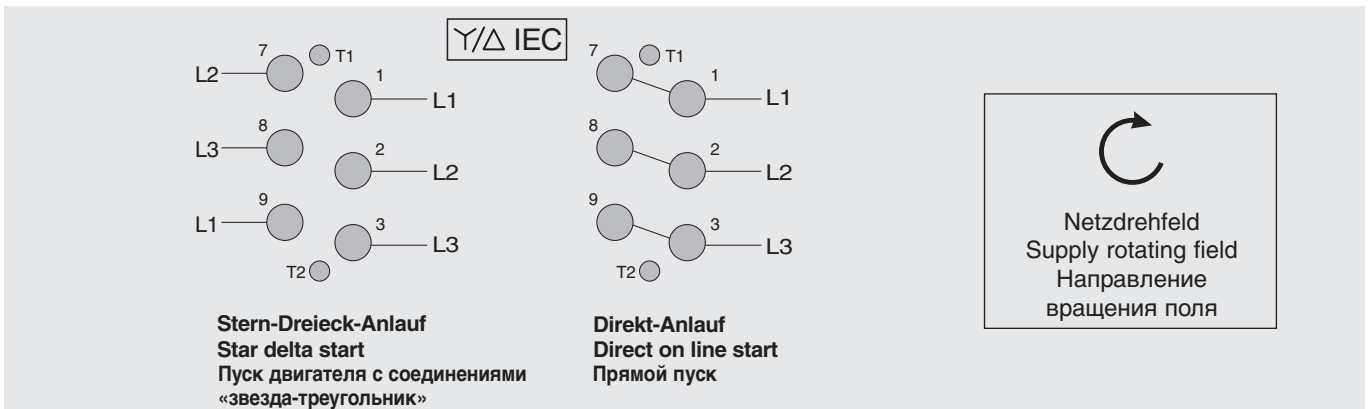 Y/△ IEC
7
T1
L2
1
L1
8
L3
2
L2
9
L1
3
L3
T2
Stern-Dreieck-Anlauf
Star delta start
Пуск двигателя с соединениями
«звезда-треугольник»
7
T1
1
L1
8
2
L2
9
3
L3
T2
Direkt-Anlauf
Direct on line start
Прямой пуск
Netzdrehfeld
Supply rotating field
Направление
вращения поля